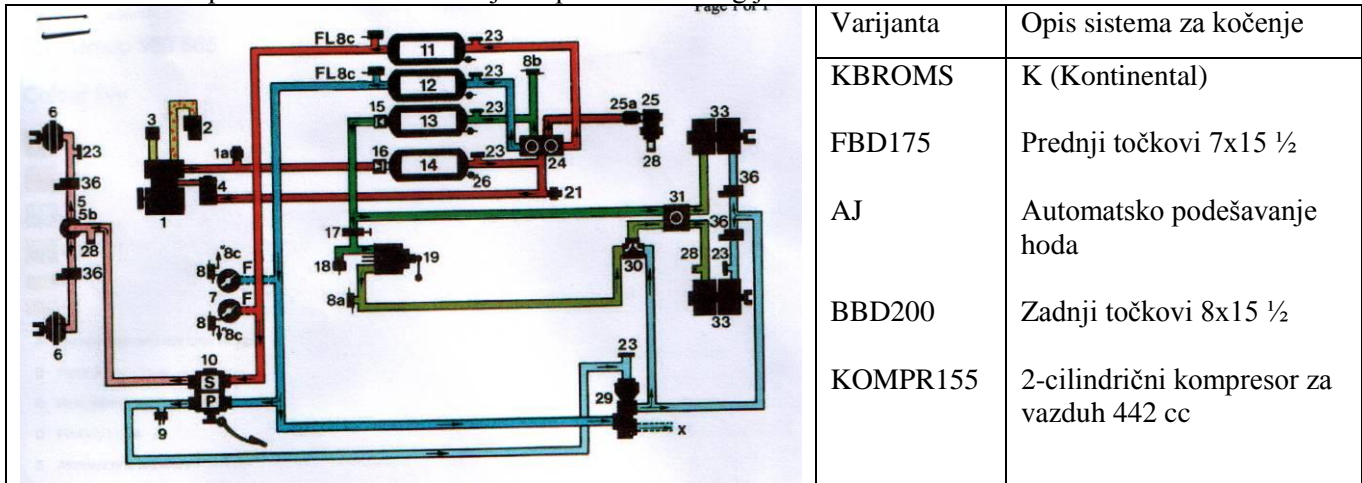 Page 1 of 1
FL8c
11
23
8b
FL8c
12
23
6
3
2
15
13
23
25a
25
33
23
1a
16
14
23
24
28
36
4
26
21
36
5
5b
1
31
28
17
36
36
8
8c
F
18
19
28
23
7
F
8a
30
8
8c
33
6
10
23
S
P
29
9
X
Varijanta
Opis sistema za kočenje
KBROMS
K (Kontinental)
FBD175
Prednji točkovi 7x15 ½
AJ
Automatsko podešavanje
hoda
BBD200
Zadnji točkovi 8x15 ½
KOMPR155
2-cilindrični kompresor za
vazduh 442 cc